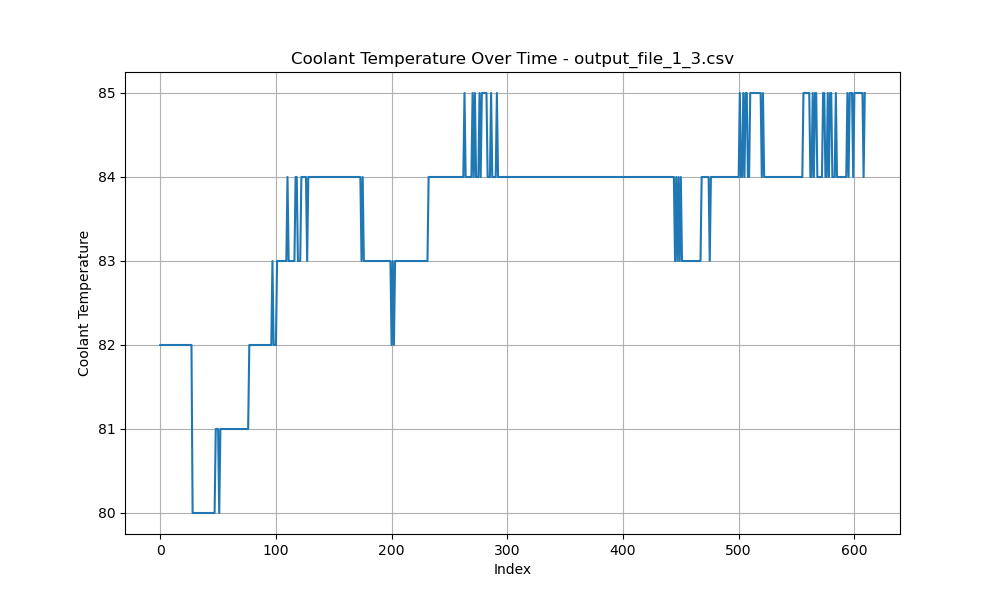 Coolant Temperature Over Time - output_file_1_3.csv
Coolant Temperature
85
84
83
82
81
80
0 100 200 300 400 500 600
Index